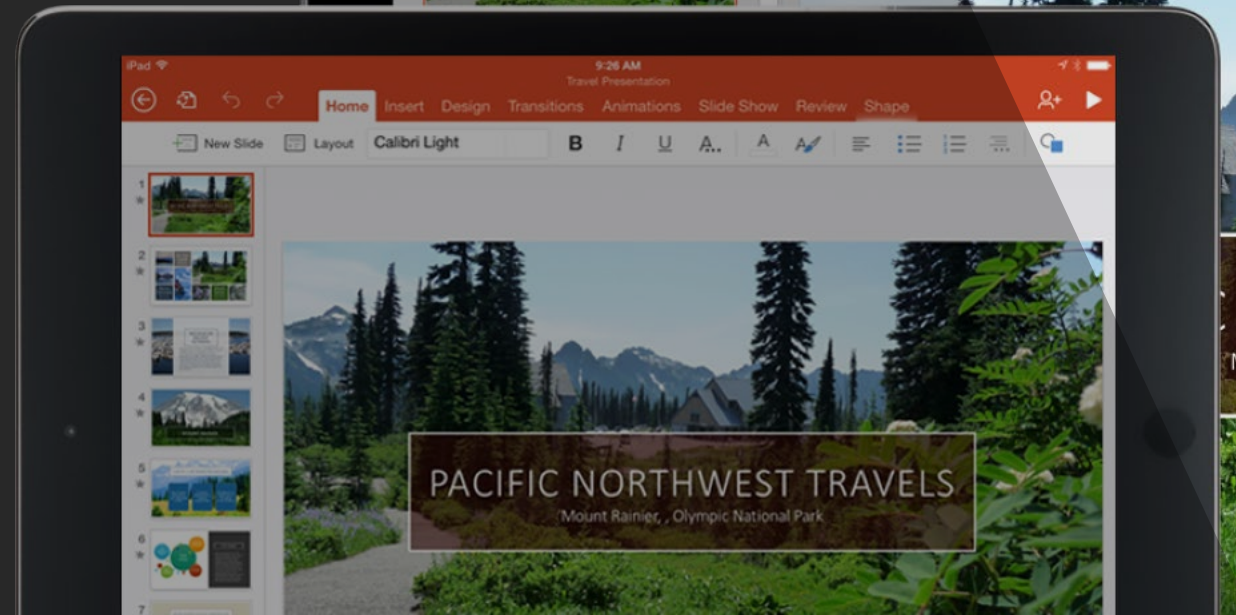 iPad
9:26 AM
Travel Presentation
Home Insert Design Transitions Animations Slide Show Review Shape
New Slide Layout Calibri Light B I U A.. A A
1
2
3
4
5
6
7
PACIFIC NORTHWEST TRAVELS
Mount Rainier, , Olympic National Park